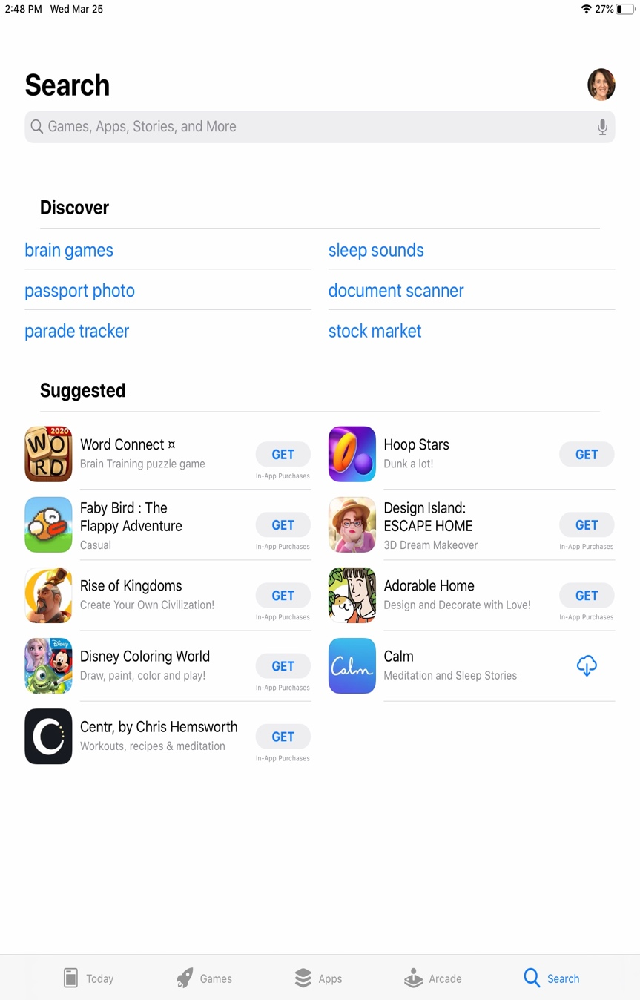 2:48 PM Wed Mar 25 27%
Search
Games, Apps, Stories, and More
Discover
brain games
sleep sounds
passport photo
document scanner
parade tracker
stock market
Suggested
2020
WO
RD
Word Connect ¤
Brain Training puzzle game
GET
In-App Purchases
Hoop Stars
Dunk a lot!
GET
Faby Bird : The
Flappy Adventure
Casual
GET
In-App Purchases
Design Island:
ESCAPE HOME
3D Dream Makeover
GET
In-App Purchases
Rise of Kingdoms
Create Your Own Civilization!
GET
In-App Purchases
Adorable Home
Design and Decorate with Love!
GET
In-App Purchases
Disney
Disney Coloring World
Draw, paint, color and play!
GET
In-App Purchases
Calm
Calm
Meditation and Sleep Stories
Centr, by Chris Hemsworth
Workouts, recipes & meditation
GET
In-App Purchases
Today Games Apps Arcade Search